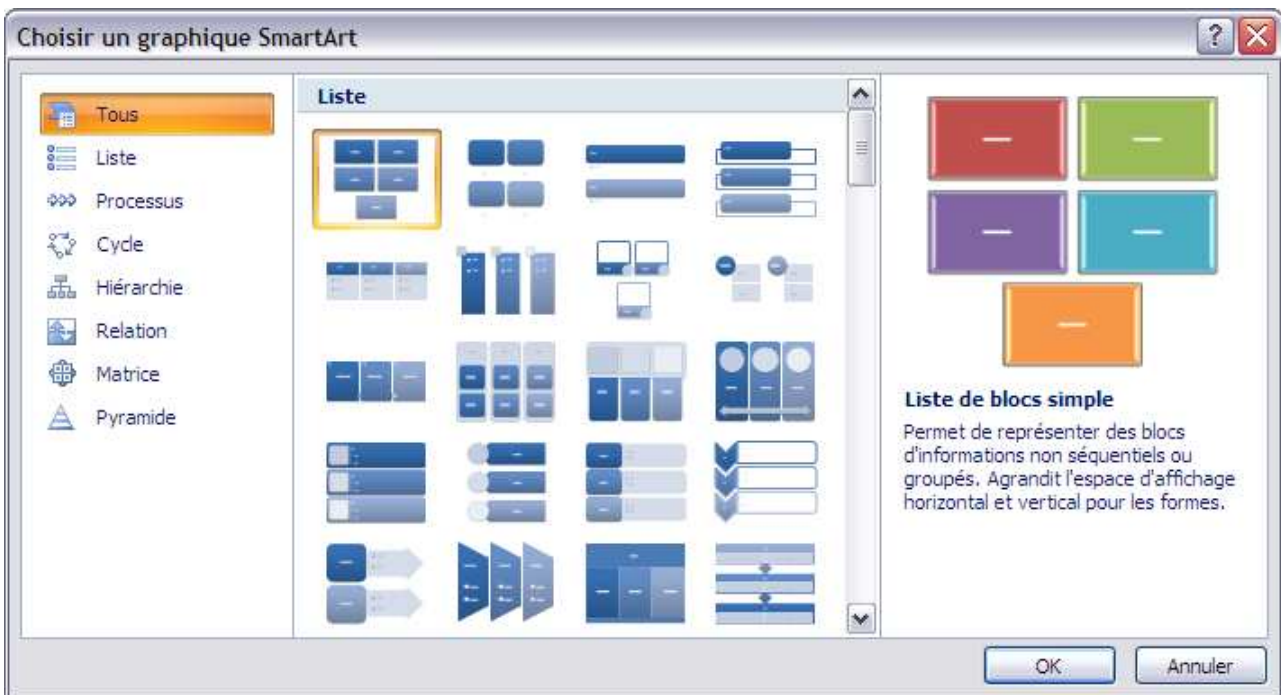 Choisir un graphique SmartArt
Tous
Liste
Processus
Cycle
Hiérarchie
Relation
Matrice
Pyramide
Liste
Liste de blocs simple
Permet de représenter des blocs
d'informations non séquentiels ou
groupés. Agrandit l'espace d'affichage
horizontal et vertical pour les formes.
OK
Annuler